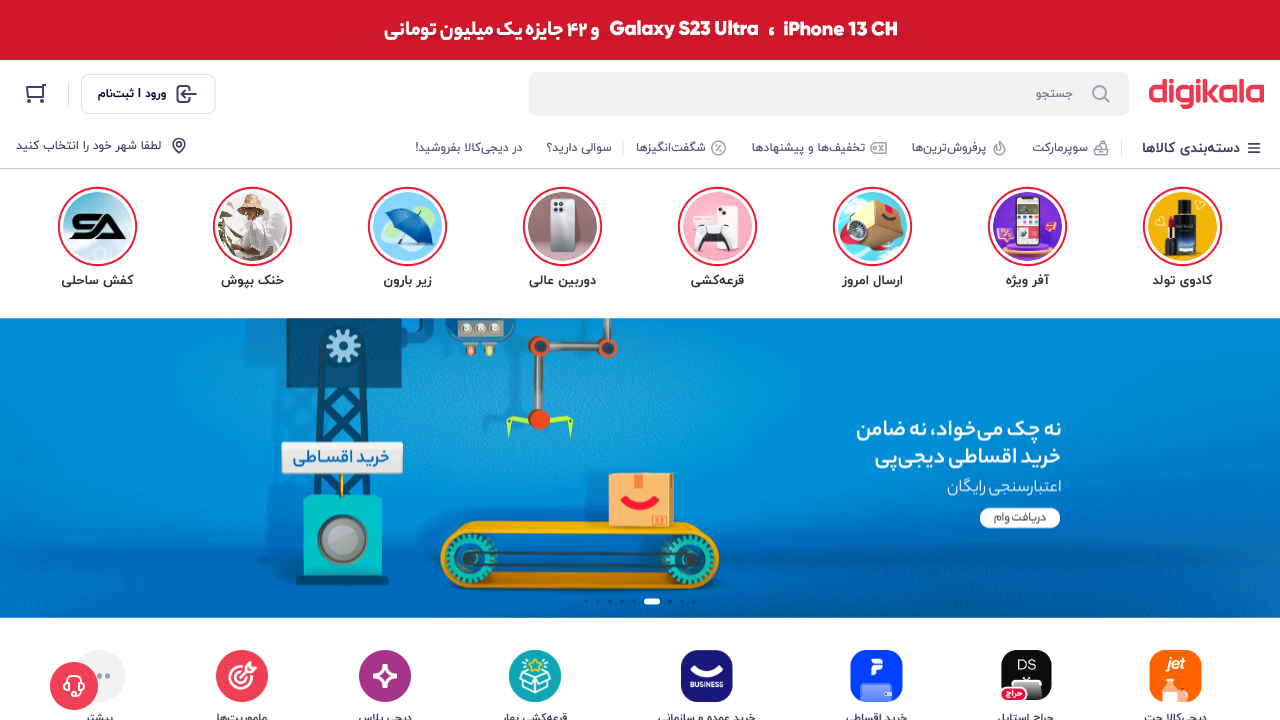 iPhone 13 CH ، Galaxy S23 Ultra و ۴۲ جایزه یک میلیون تومانی
digikala
جستجو
ورود | ثبت‌نام
دسته‌بندی کالاها
سوپرمارکت
پرفروش‌ترین‌ها
تخفیف‌ها و پیشنهادها
شگفت‌انگیزها
سوالی دارید؟
در دیجی‌کالا بفروشید!
لطفا شهر خود را انتخاب کنید
کادوی تولد
آفر ویژه
ارسال امروز
قرعه‌کشی
دوربین عالی
زیر بارون
خنک بپوش
SA
کفش ساحلی
نه چک می‌خواد، نه ضامن
خرید اقساطی دیجی‌پی
اعتبارسنجی رایگان
دریافت وام
خرید اقساطی
jet
DS
حراج
BUSINESS
دیجی‌کالا جت
حراج استایل
خرید اقساطی
خرید عمده و سازمانی
قرعه‌کشی بهار
دیجی پلاس
ماموریت‌ها
بیشتر